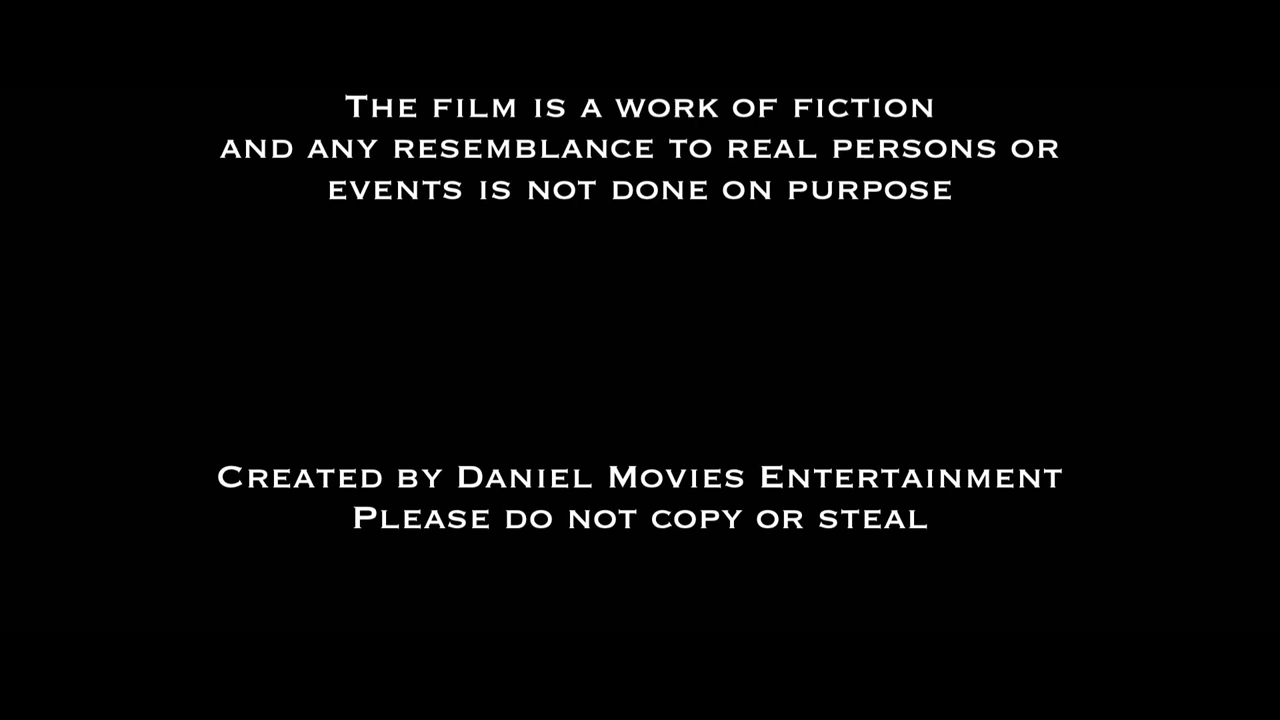 The film is a work of fiction
and any resemblance to real persons or
events is not done on purpose
Created by Daniel Movies Entertainment
Please do not copy or steal